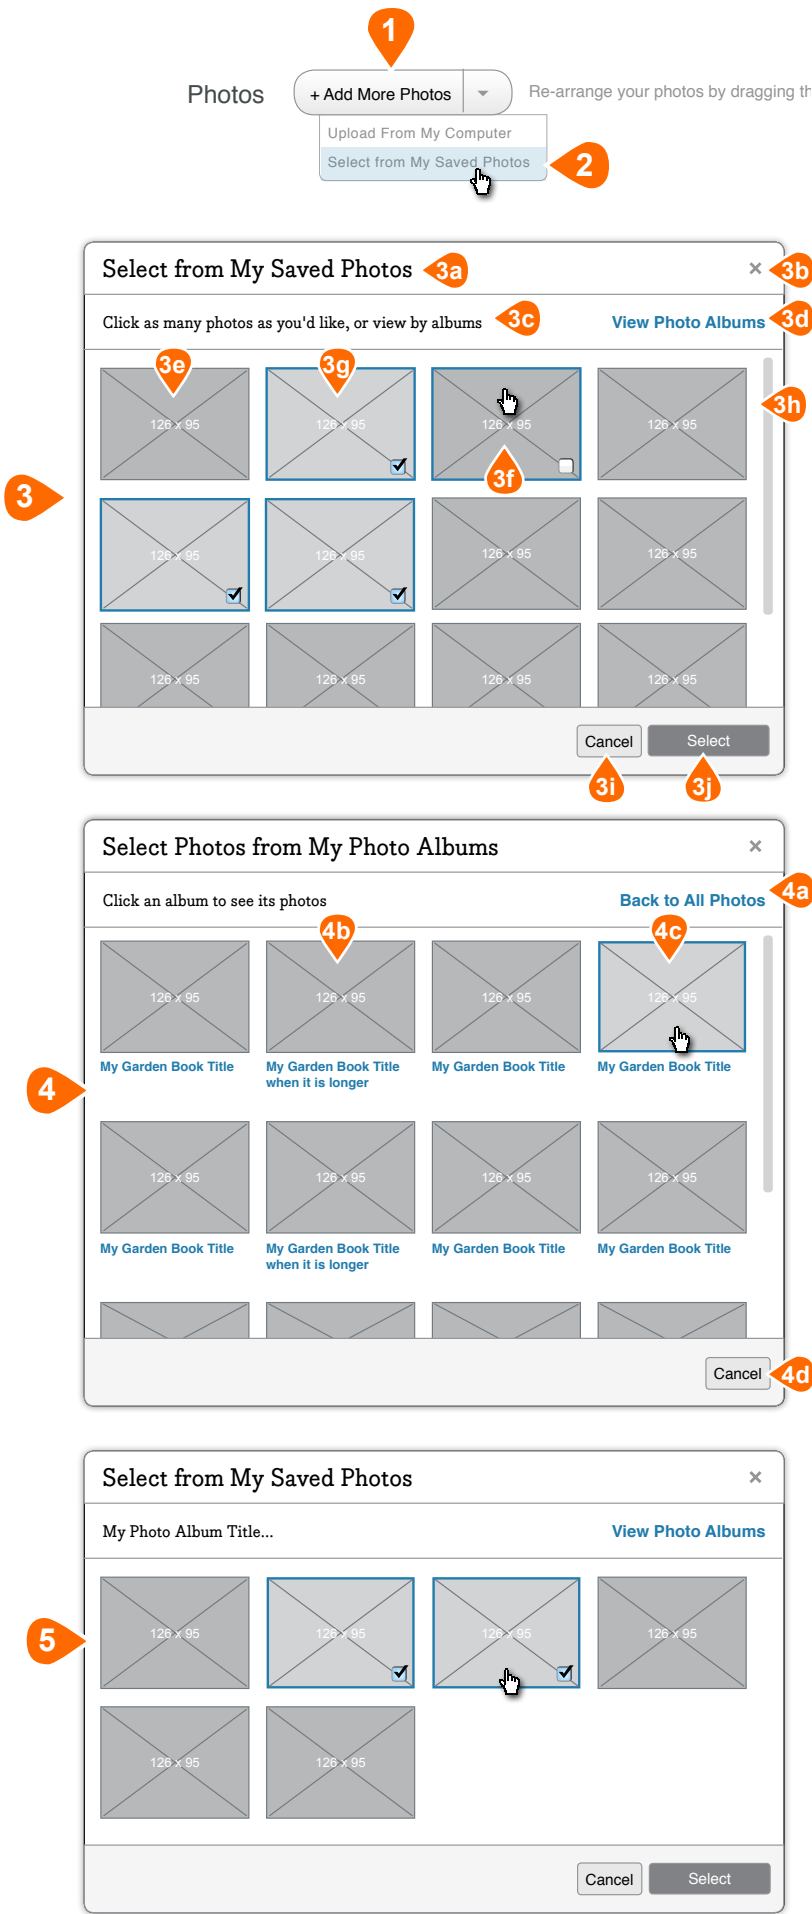 1
Photos + Add More Photos Re-arrange your photos by dragging th
Upload From My Computer
Select from My Saved Photos 2
Select from My Saved Photos 3a × 3b
Click as many photos as you'd like, or view by albums 3c View Photo Albums 3d
3e 3g
3h
126 x 95 126 x 95 126 x 95 126 x 95
3f
3
126 x 95 126 x 95 126 x 95 126 x 95
126 x 95 126 x 95 126 x 95 126 x 95
Cancel Select
3i 3j
Select Photos from My Photo Albums ×
Click an album to see its photos Back to All Photos 4a
4b 4c
126 x 95 126 x 95 126 x 95 126 x 95
My Garden Book Title My Garden Book Title My Garden Book Title My Garden Book Title
when it is longer
4
126 x 95 126 x 95 126 x 95 126 x 95
My Garden Book Title My Garden Book Title My Garden Book Title My Garden Book Title
when it is longer
Cancel 4d
Select from My Saved Photos ×
My Photo Album Title... View Photo Albums
5
126 x 95 126 x 95 126 x 95 126 x 95
126 x 95 126 x 95
Cancel Select